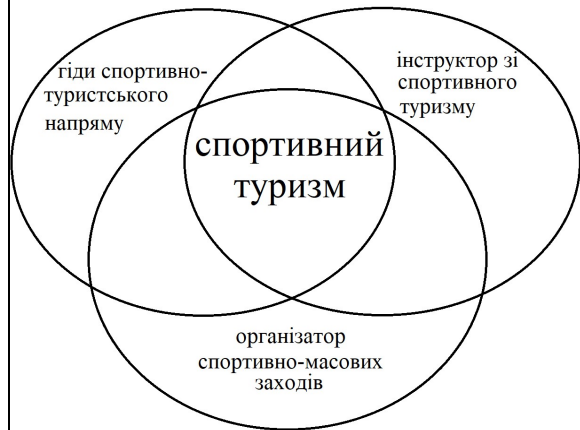 гіди спортивно-
туристського
напряму
інструктор зі
спортивного
туризму
спортивний
туризм
організатор
спортивно-масових
заходів